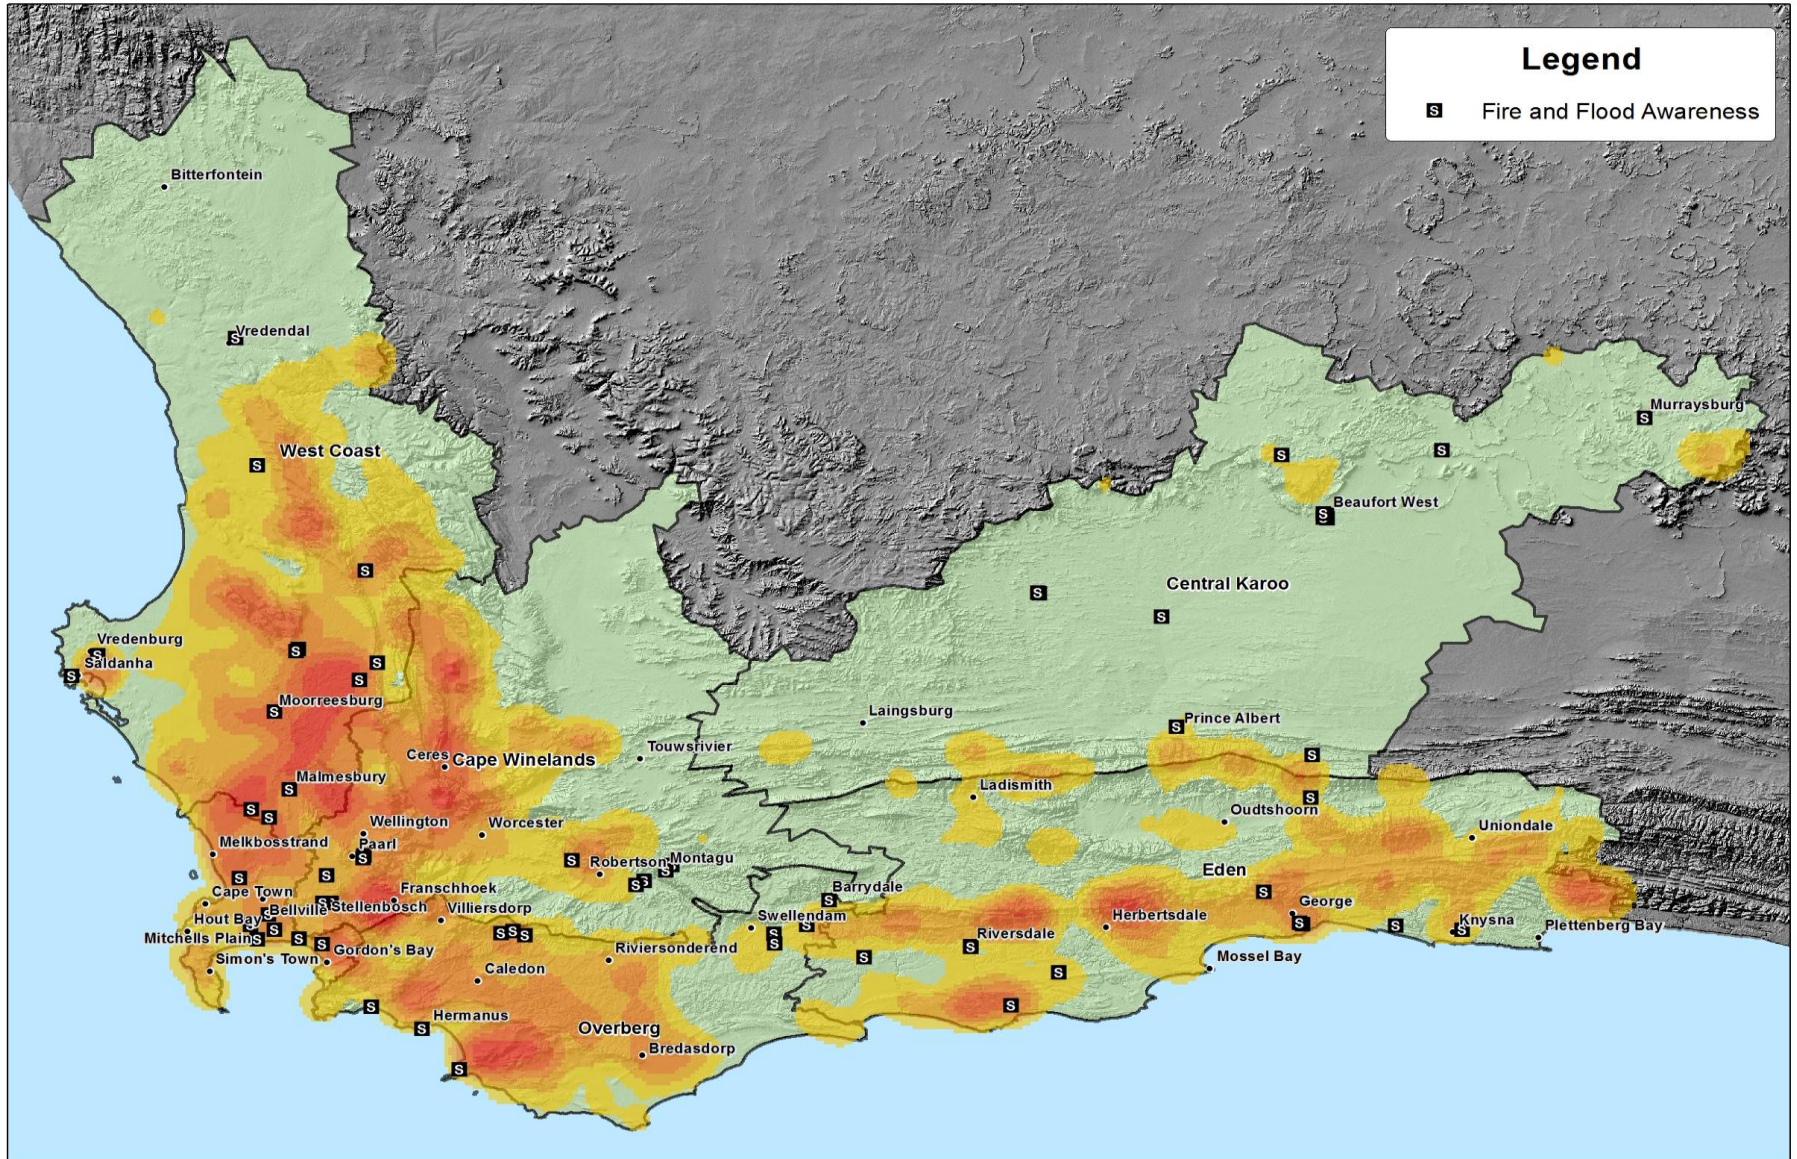 Legend
S Fire and Flood Awareness
Bitterfontein
Vredendal
Murraysburg
West Coast
Beaufort West
Central Karoo
Vredenburg
Saldanha
Moorreesburg
Laingsburg
Prince Albert
Touwsrivier
Ceres
Cape Winelands
Malmesbury
Ladismith
Oudtshoorn
Wellington
Worcester
Uniondale
Melkbosstrand
Paarl
Robertson
Montagu
Eden
Cape Town
Franschhoek
Barrydale
Hout Bay
Bellville
Stellenbosch
Villiersdorp
Swellendam
Herbertsdale
George
Mitchells Plain
Gordon's Bay
Riviersonderend
Riversdale
Knysna
Plettenberg Bay
Simon's Town
Caledon
Mossel Bay
Hermanus
Overberg
Bredasdorp